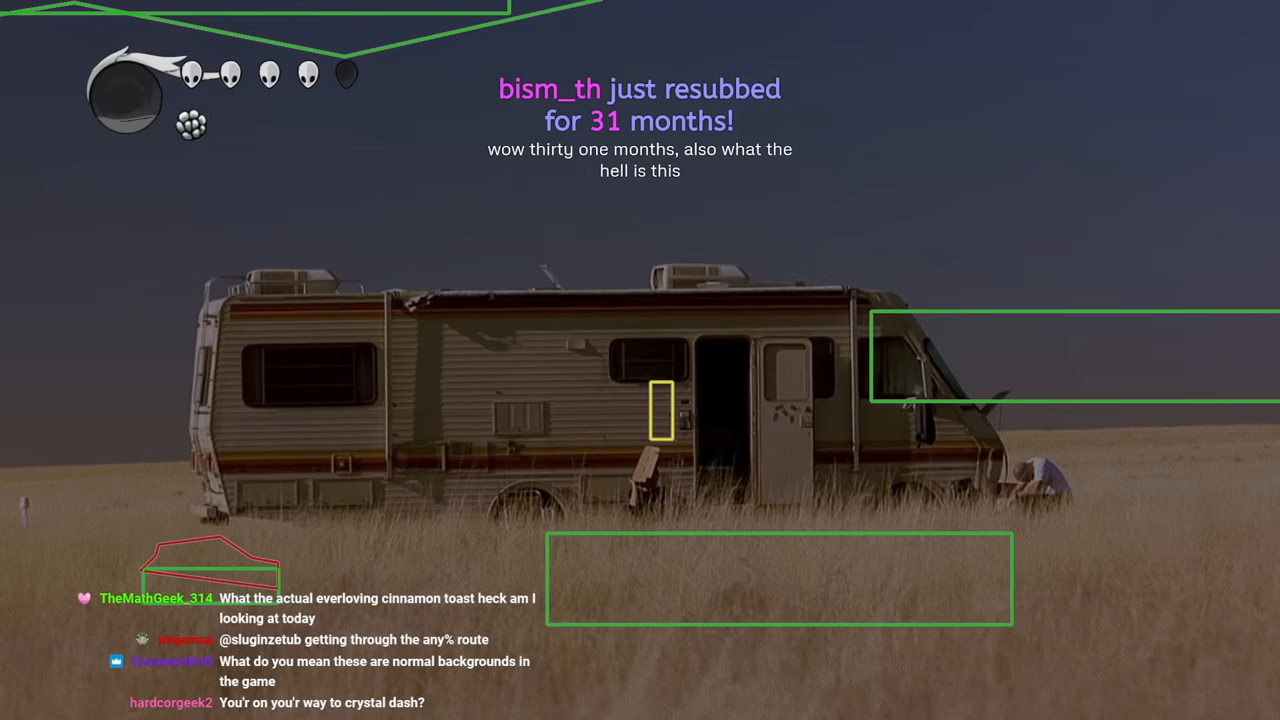 bism_th just resubbed
for 31 months!
wow thirty one months, also what the
hell is this
TheMathGeek_314 What the actual everloving cinnamon toast heck am I
looking at today
@sluginzetub getting through the any% route
What do you mean these are normal backgrounds in
the game
hardcorgeek2 You'r on you'r way to crystal dash?